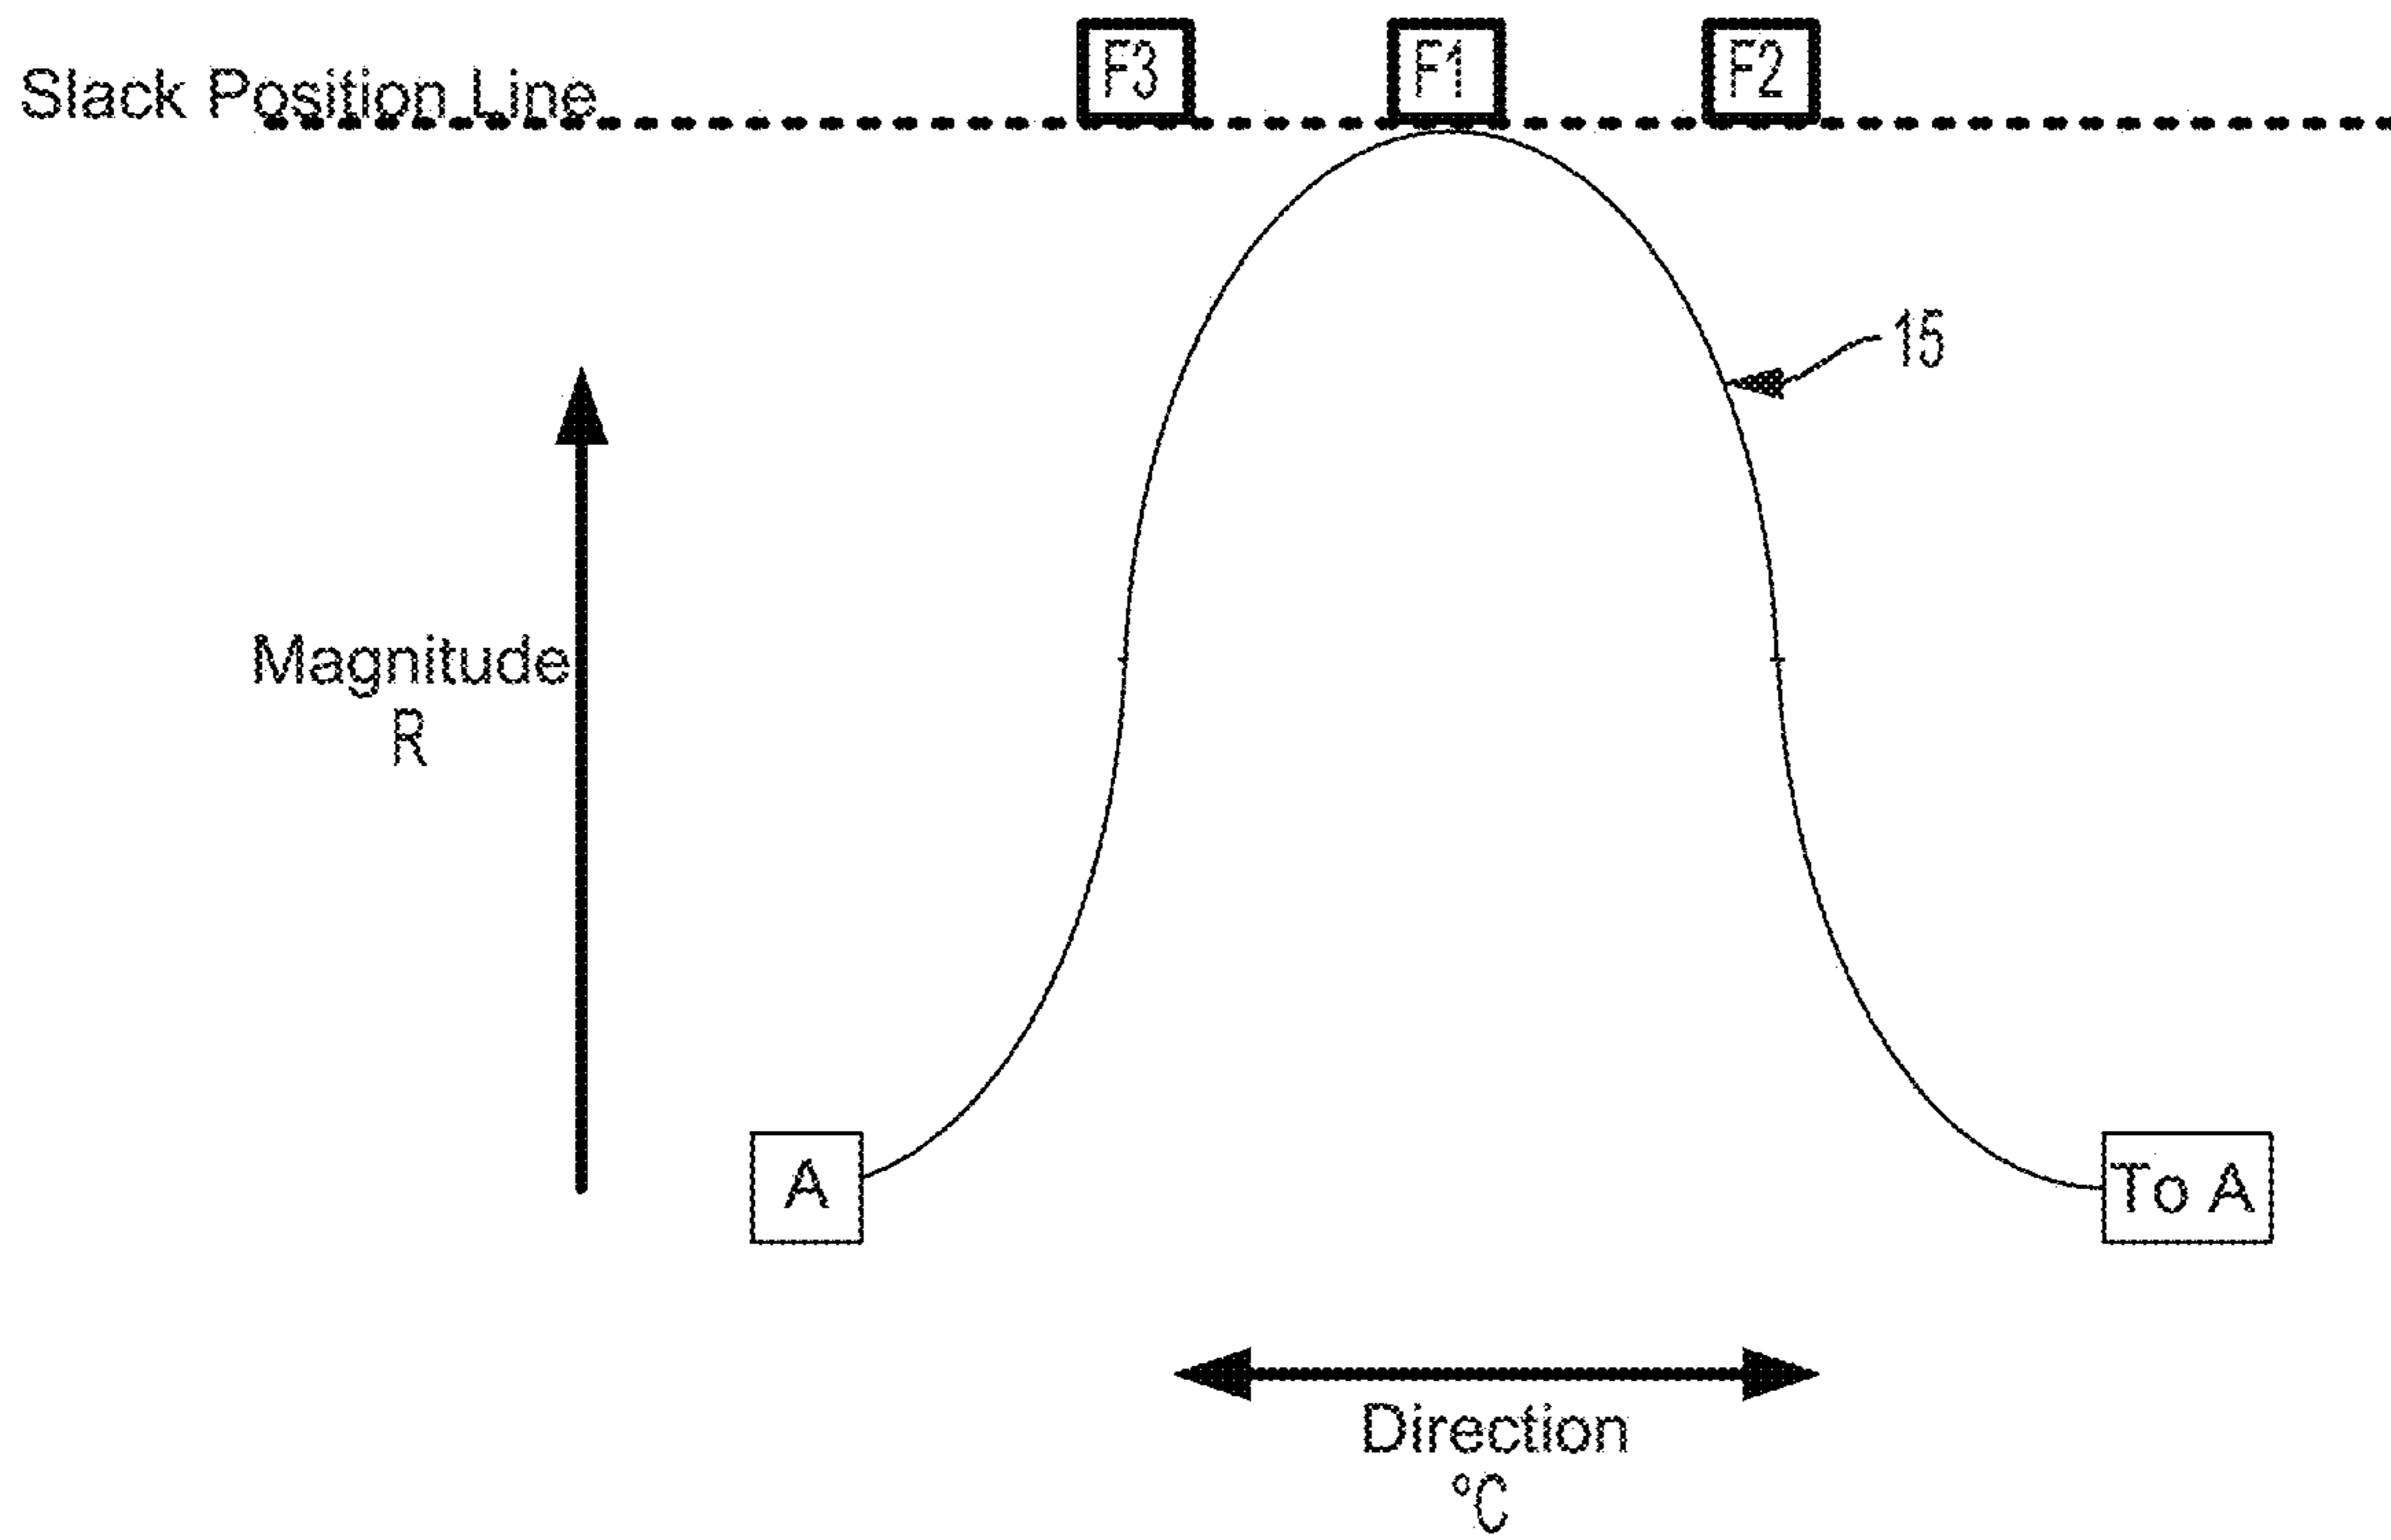 F3 F1 F2
Slack Position Line
15
Magnitude
R
A To A
Direction
°C